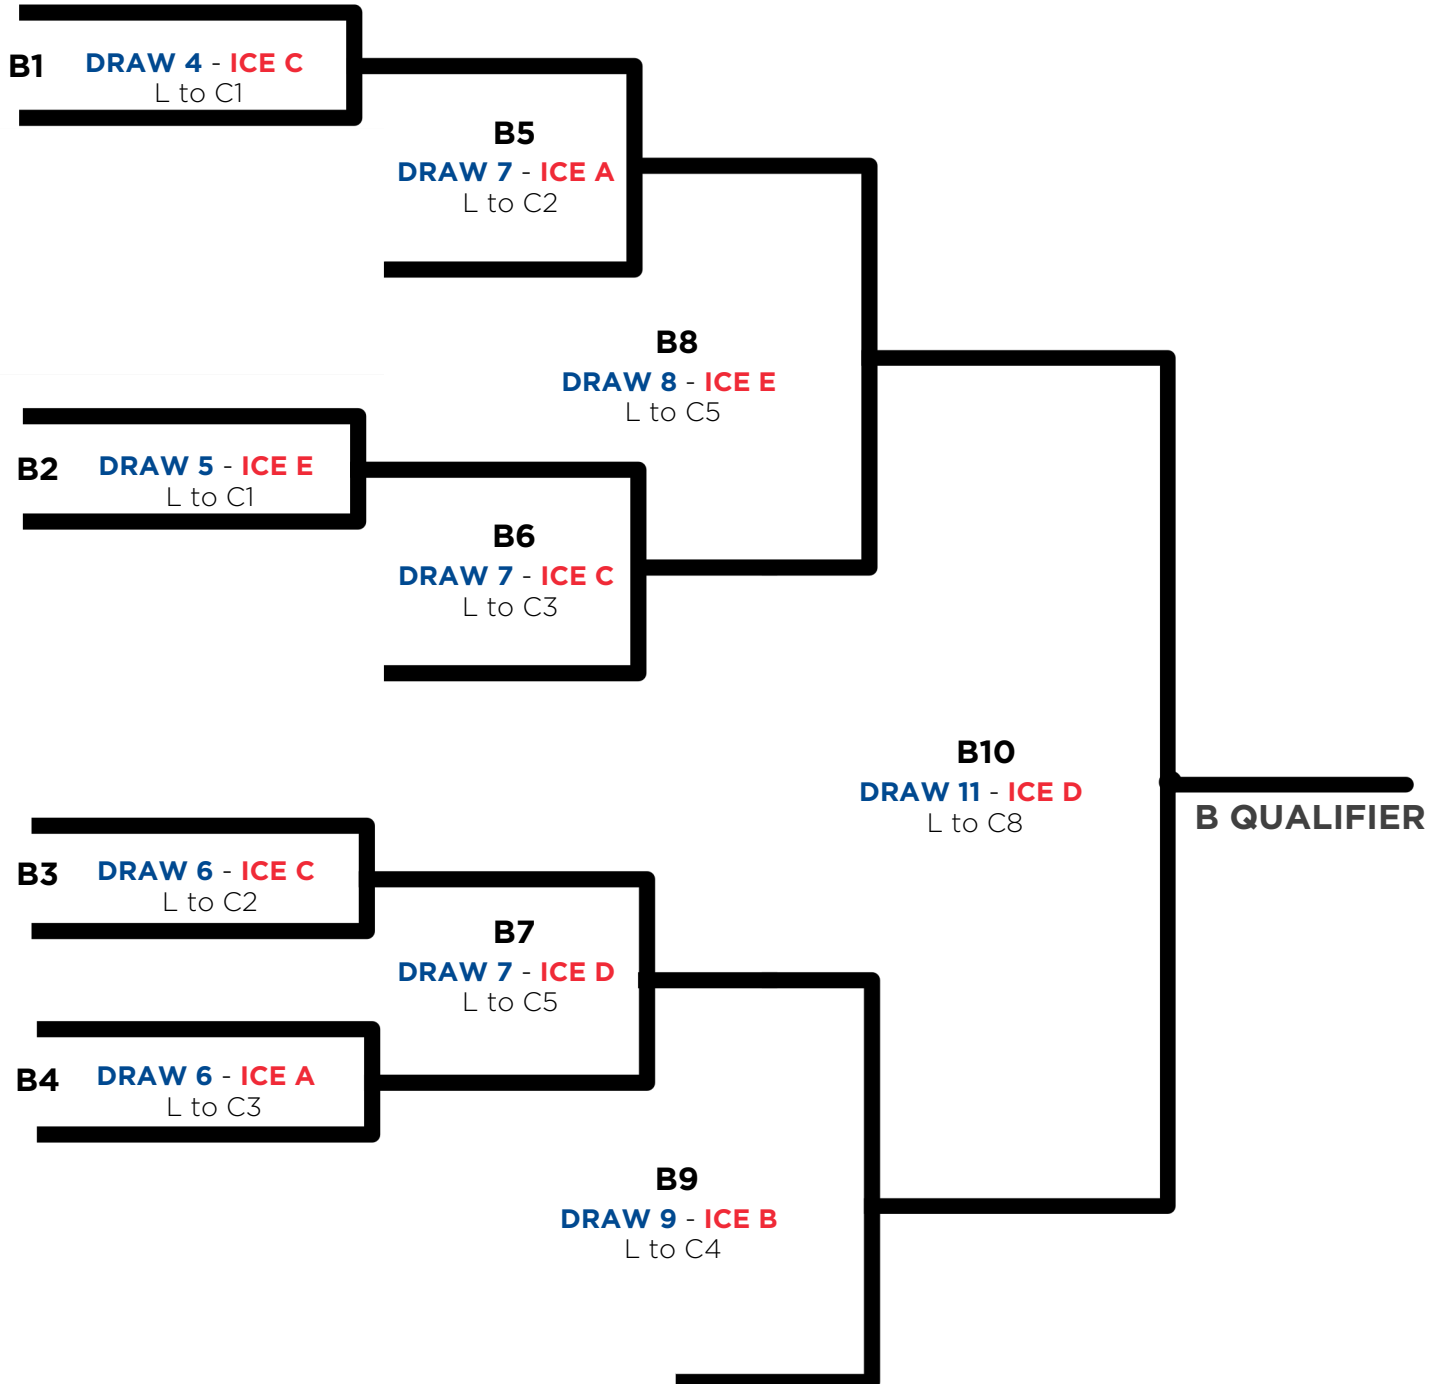 B1
DRAW 4 - ICE C
L to C1
B5
DRAW 7 - ICE A
L to C2
B8
DRAW 8 - ICE E
L to C5
B2
DRAW 5 - ICE E
L to C1
B6
DRAW 7 - ICE C
L to C3
B10
DRAW 11 - ICE D
L to C8
B QUALIFIER
B3
DRAW 6 - ICE C
L to C2
B7
DRAW 7 - ICE D
L to C5
B4
DRAW 6 - ICE A
L to C3
B9
DRAW 9 - ICE B
L to C4